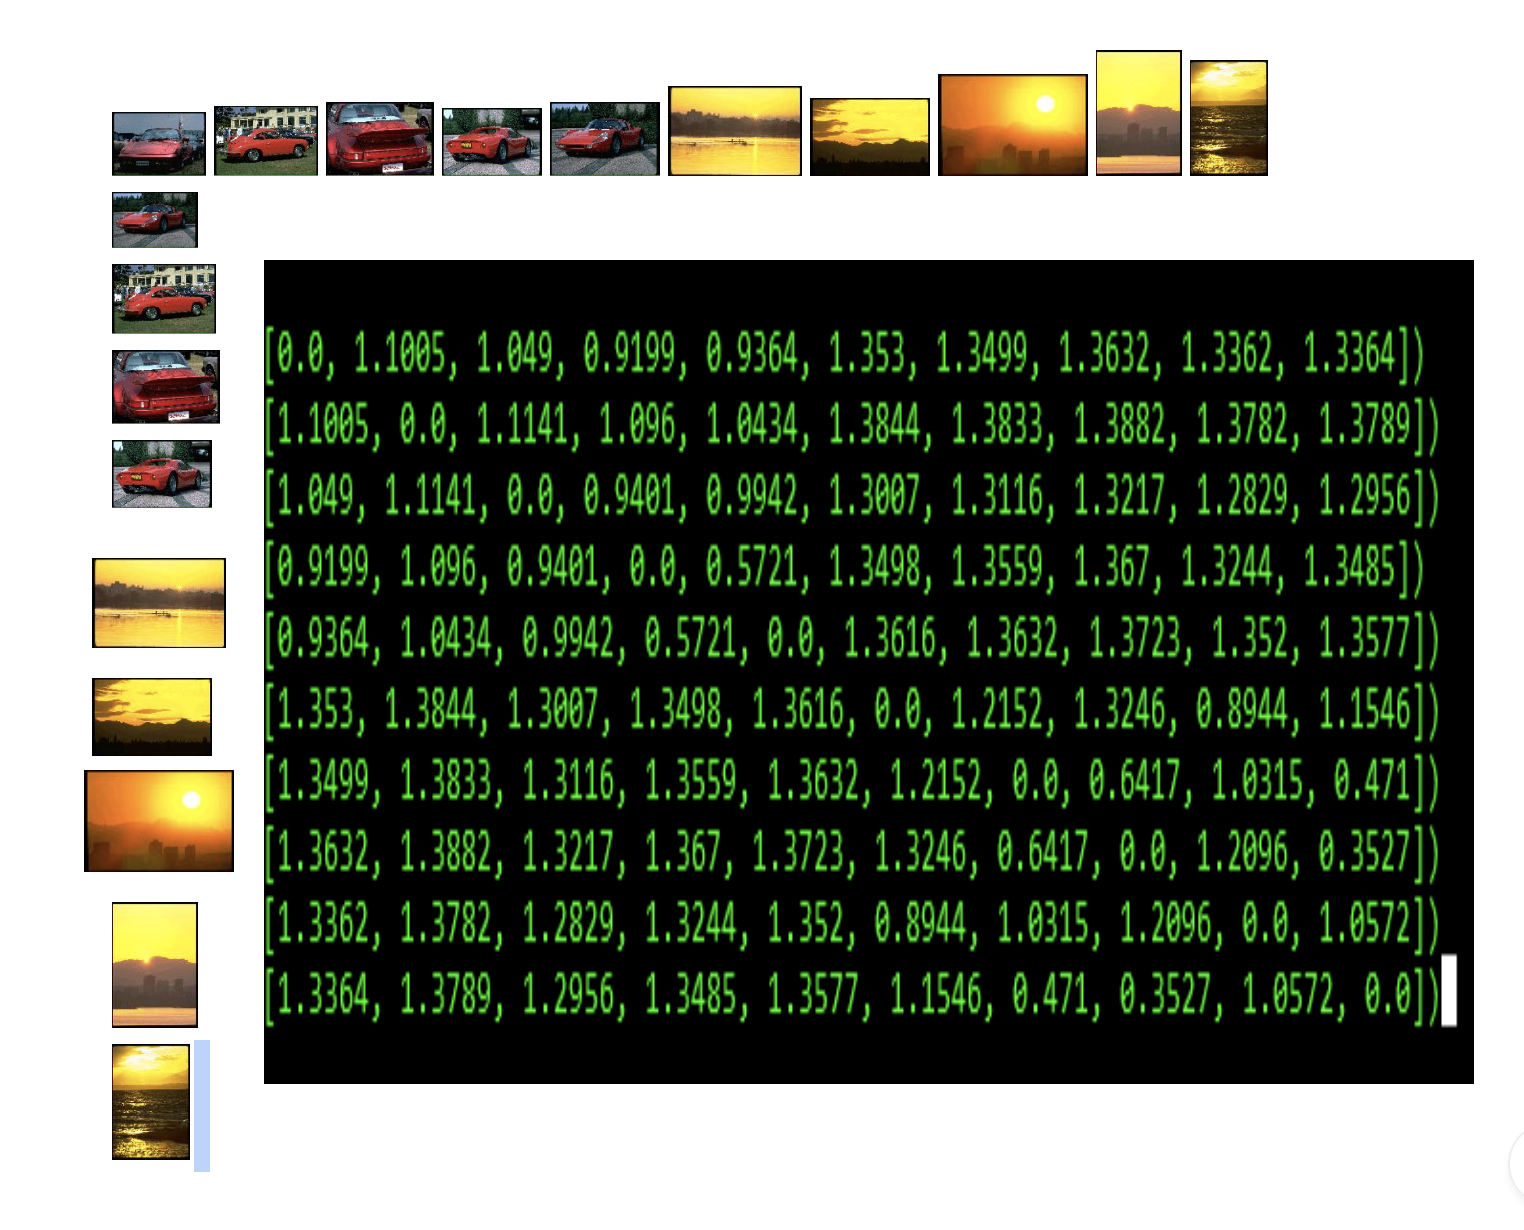 [0.0, 1.1005, 1.049, 0.9199, 0.9364, 1.353, 1.3499, 1.3632, 1.3362, 1.3364])
[1.1005, 0.0, 1.1141, 1.096, 1.0434, 1.3844, 1.3833, 1.3882, 1.3782, 1.3789])
[1.049, 1.1141, 0.0, 0.9401, 0.9942, 1.3007, 1.3116, 1.3217, 1.2829, 1.2956])
[0.9199, 1.096, 0.9401, 0.0, 0.5721, 1.3498, 1.3559, 1.367, 1.3244, 1.3485])
[0.9364, 1.0434, 0.9942, 0.5721, 0.0, 1.3616, 1.3632, 1.3723, 1.352, 1.3577])
[1.353, 1.3844, 1.3007, 1.3498, 1.3616, 0.0, 1.2152, 1.3246, 0.8944, 1.1546])
[1.3499, 1.3833, 1.3116, 1.3559, 1.3632, 1.2152, 0.0, 0.6417, 1.0315, 0.471])
[1.3632, 1.3882, 1.3217, 1.367, 1.3723, 1.3246, 0.6417, 0.0, 1.2096, 0.3527])
[1.3362, 1.3782, 1.2829, 1.3244, 1.352, 0.8944, 1.0315, 1.2096, 0.0, 1.0572])
[1.3364, 1.3789, 1.2956, 1.3485, 1.3577, 1.1546, 0.471, 0.3527, 1.0572, 0.0])